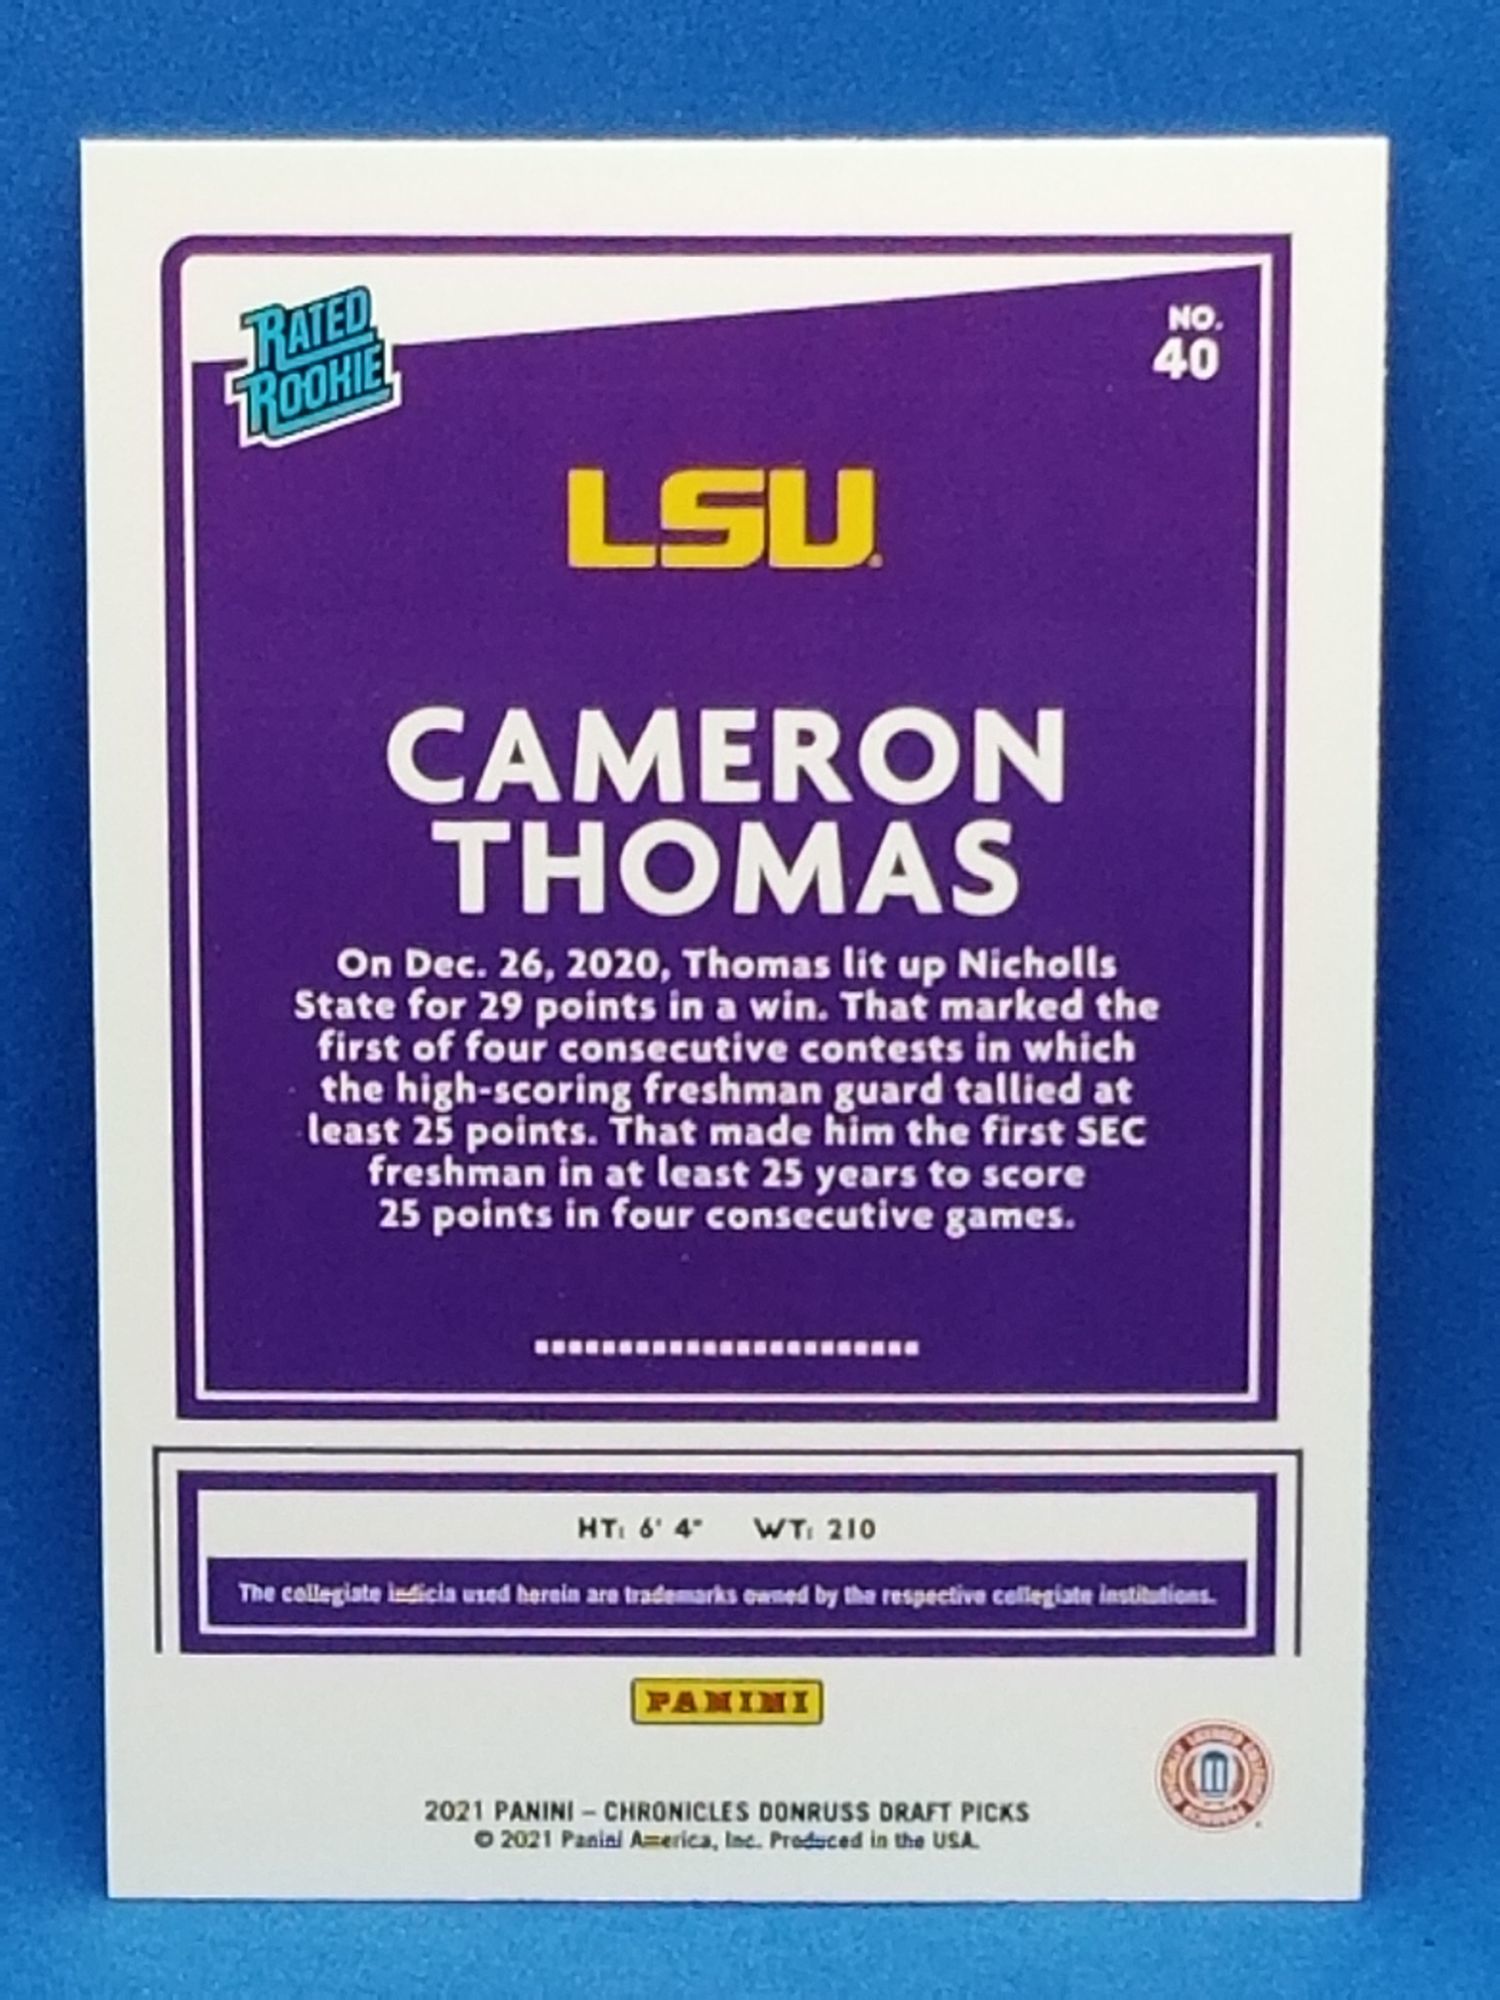 RATED
ROOKIE
NO.
40
LSU
CAMERON
THOMAS
On Dec. 26, 2020, Thomas lit up Nicholls
State for 29 points in a win. That marked the
first of four consecutive contests in which
the high-scoring freshman guard tallied at
least 25 points. That made him the first SEC
freshman in at least 25 years to score
25 points in four consecutive games.
HT: 6' 4" WT: 210
The collegiate indicia used herein are trademarks owned by the respective collegiate institutions.
PANINI
2021 PANINI – CHRONICLES DONRUSS DRAFT PICKS
© 2021 Panini America, Inc. Produced in the USA.